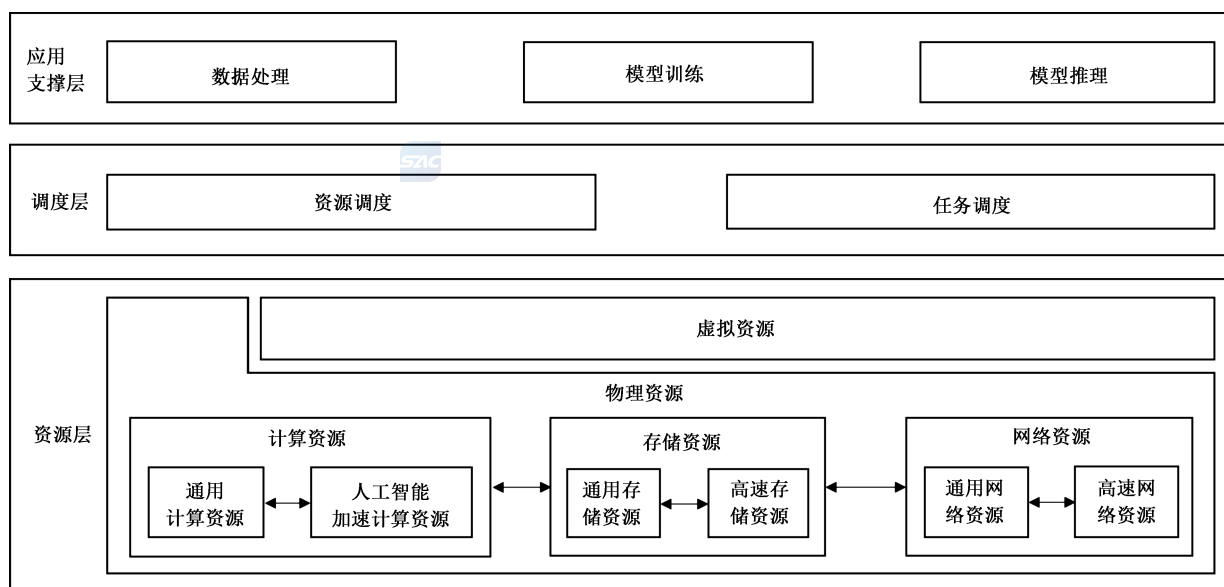 应用
支撑层
数据处理
模型训练
模型推理
SAC
调度层
资源调度
任务调度
虚拟资源
物理资源
资源层
计算资源
存储资源
网络资源
通用
计算资源
人工智能
加速计算资源
通用存
储资源
高速存
储资源
通用网
络资源
高速网
络资源